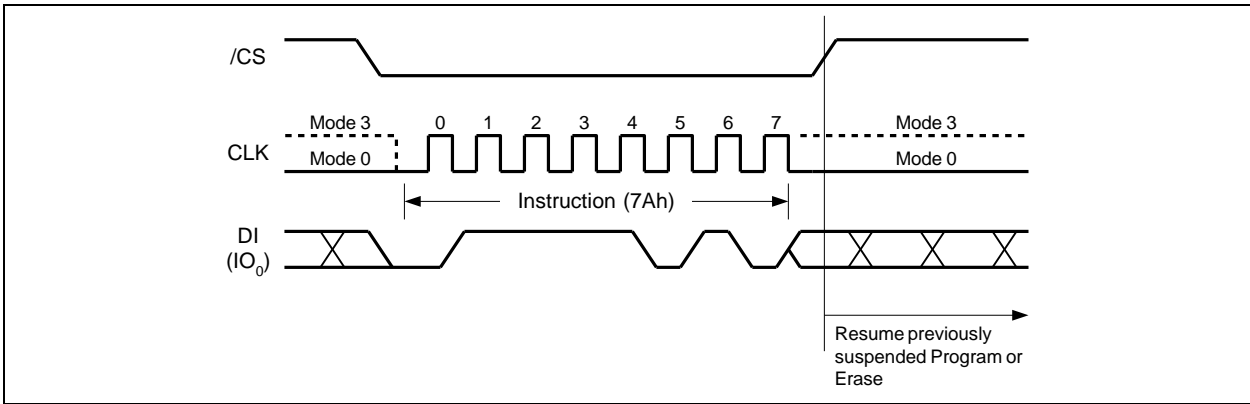 /CS
Mode 3 0 1 2 3 4 5 6 7 Mode 3
CLK
Mode 0 Mode 0
Instruction (7Ah)
DI
(IO0)
Resume previously
suspended Program or
Erase